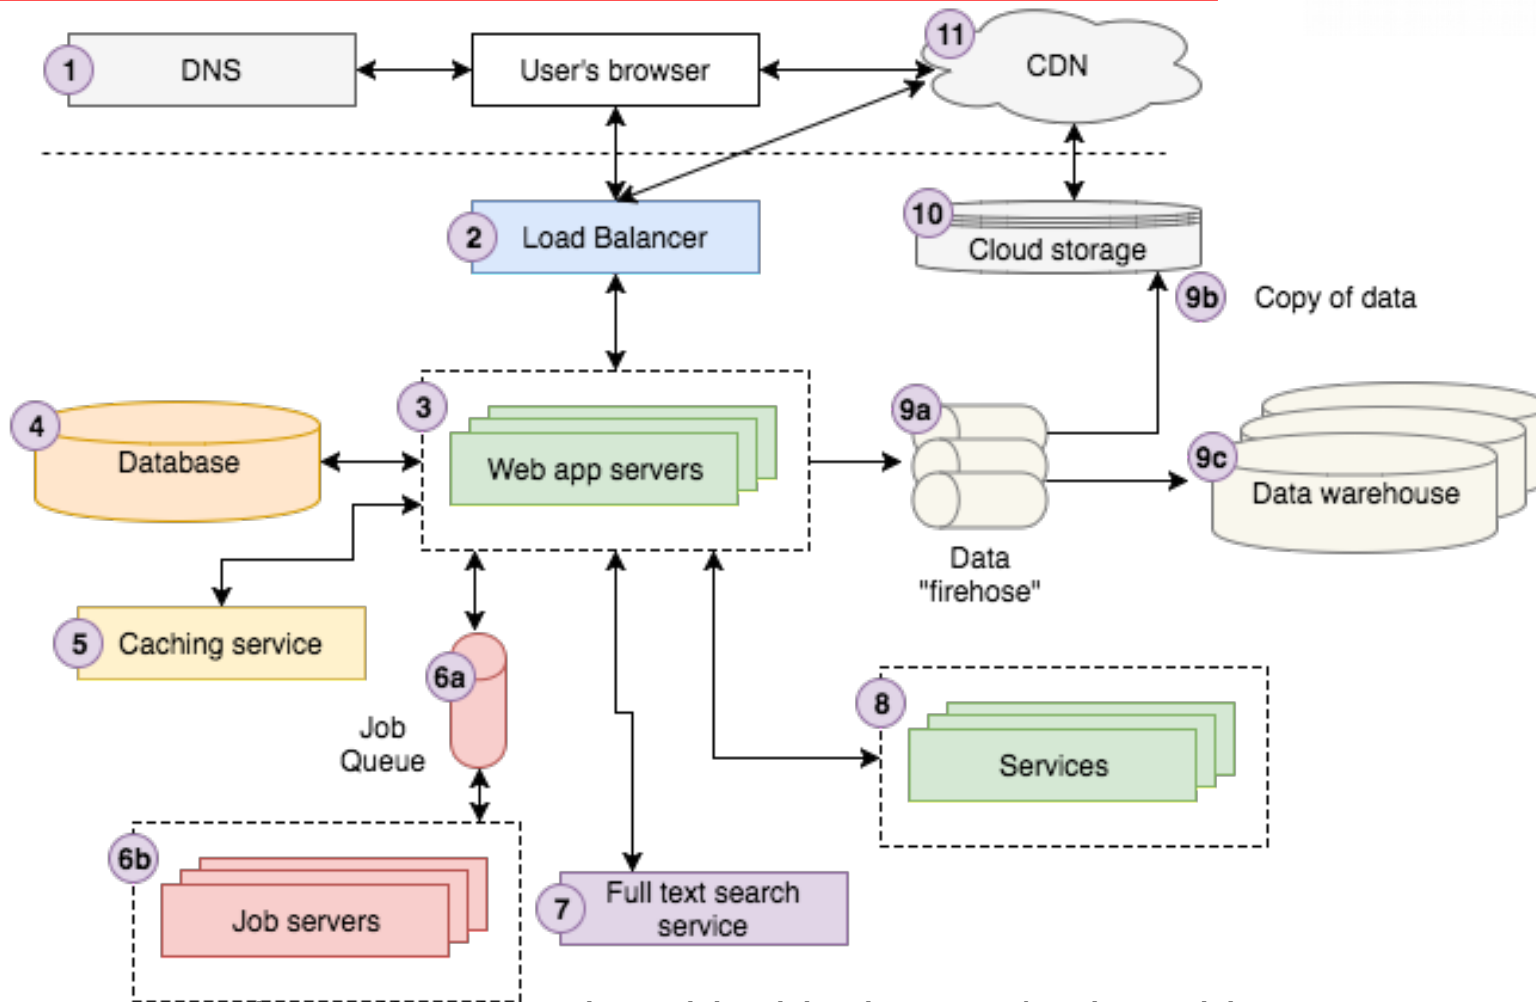 1
DNS
User's browser
11
CDN
2
Load Balancer
10
Cloud storage
9b
Copy of data
3
Web app servers
4
Database
9a
Data
"firehose"
9c
Data warehouse
5
Caching service
6a
Job
Queue
8
Services
6b
Job servers
7
Full text search
service